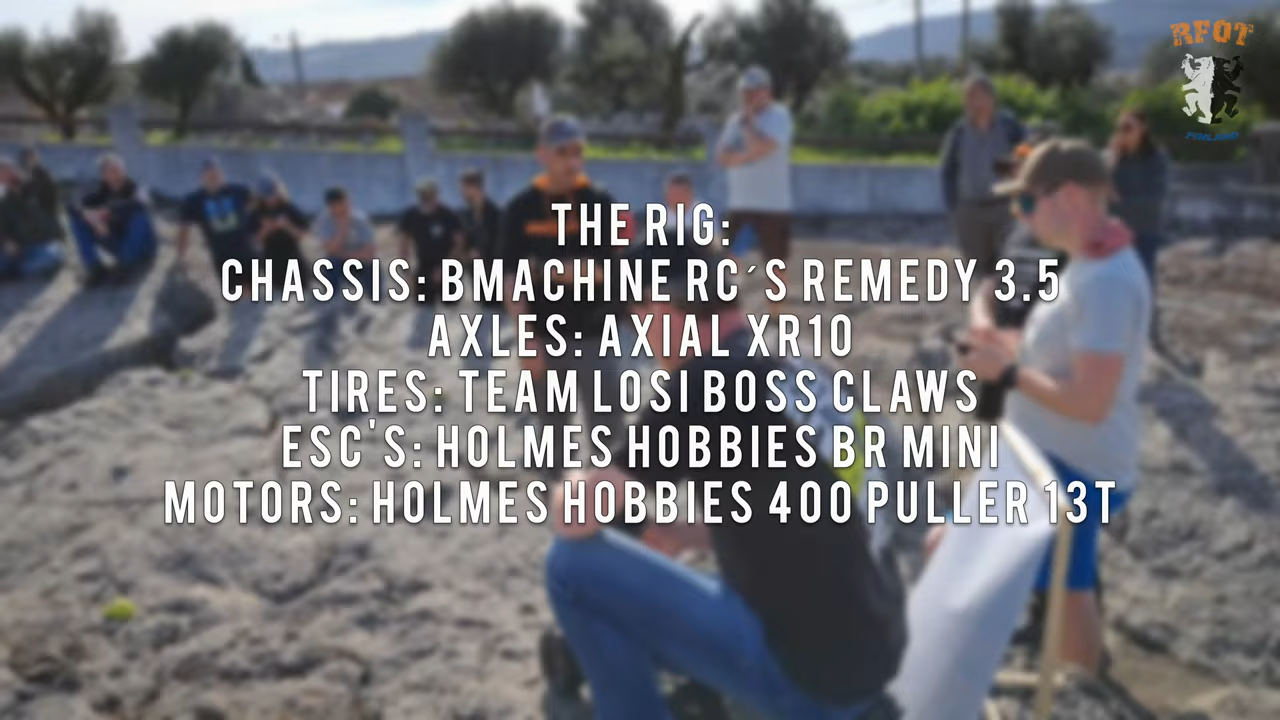 RFOT
THE RIG:
CHASSIS: BMACHINE RC´S REMEDY 3.5
AXLES: AXIAL XR10
TIRES: TEAM LOSI BOSS CLAWS
ESC'S: HOLMES HOBBIES BR MINI
MOTORS: HOLMES HOBBIES 400 PULLER 13T